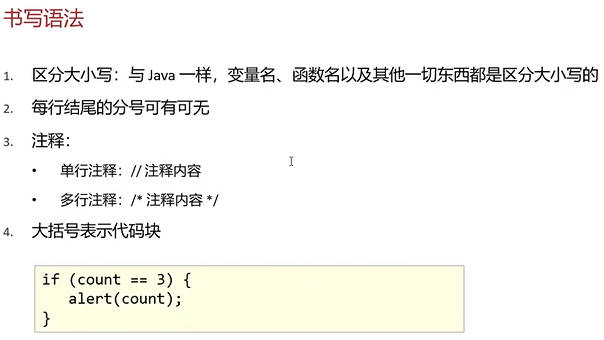 书写语法
1. 区分大小写：与 Java 一样，变量名、函数名以及其他一切东西都是区分大小写的
2. 每行结尾的分号可有可无
3. 注释：
• 单行注释：// 注释内容
• 多行注释：/* 注释内容 */
4. 大括号表示代码块
if (count == 3) {
   alert(count);
}